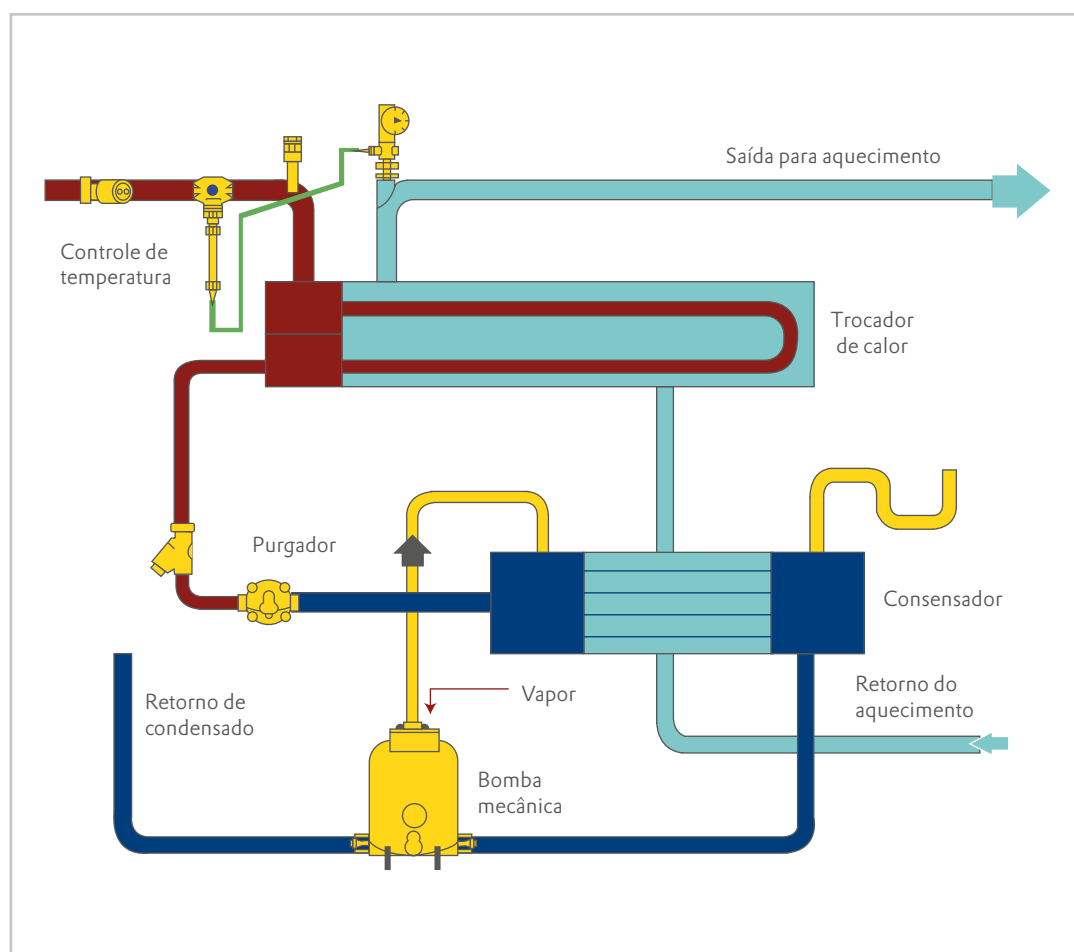 Saída para aquecimento
Controle de
temperatura
Trocador
de calor
Purgador
Consensador
Retorno de
condensado
Vapor
Retorno do
aquecimento
Bomba
mecânica